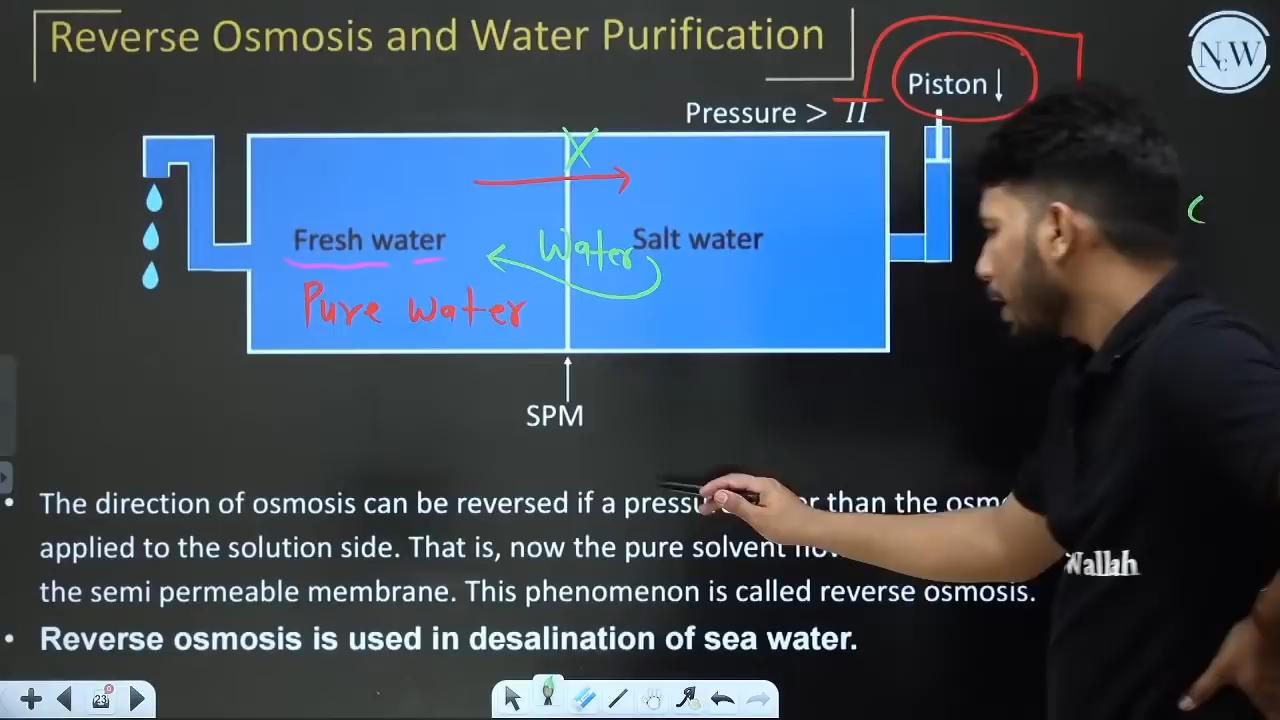 Reverse Osmosis and Water Purification
NcW
Piston↓
Pressure > Π
X
Fresh water
Water
Salt water
Pure Water
SPM
• The direction of osmosis can be reversed if a than the
applied to the solution side. That is, now the pure solvent
the semi permeable membrane. This phenomenon is called reverse osmosis.
Wallah
• Reverse osmosis is used in desalination of sea water.
23